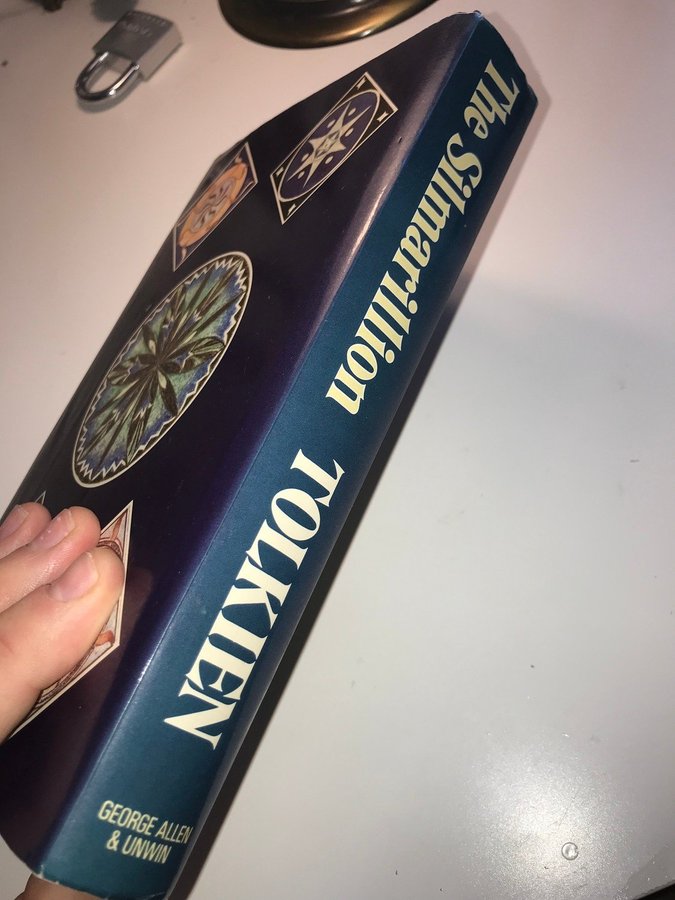 The Silmarillion TOLKIEN
GEORGE ALLEN
& UNWIN